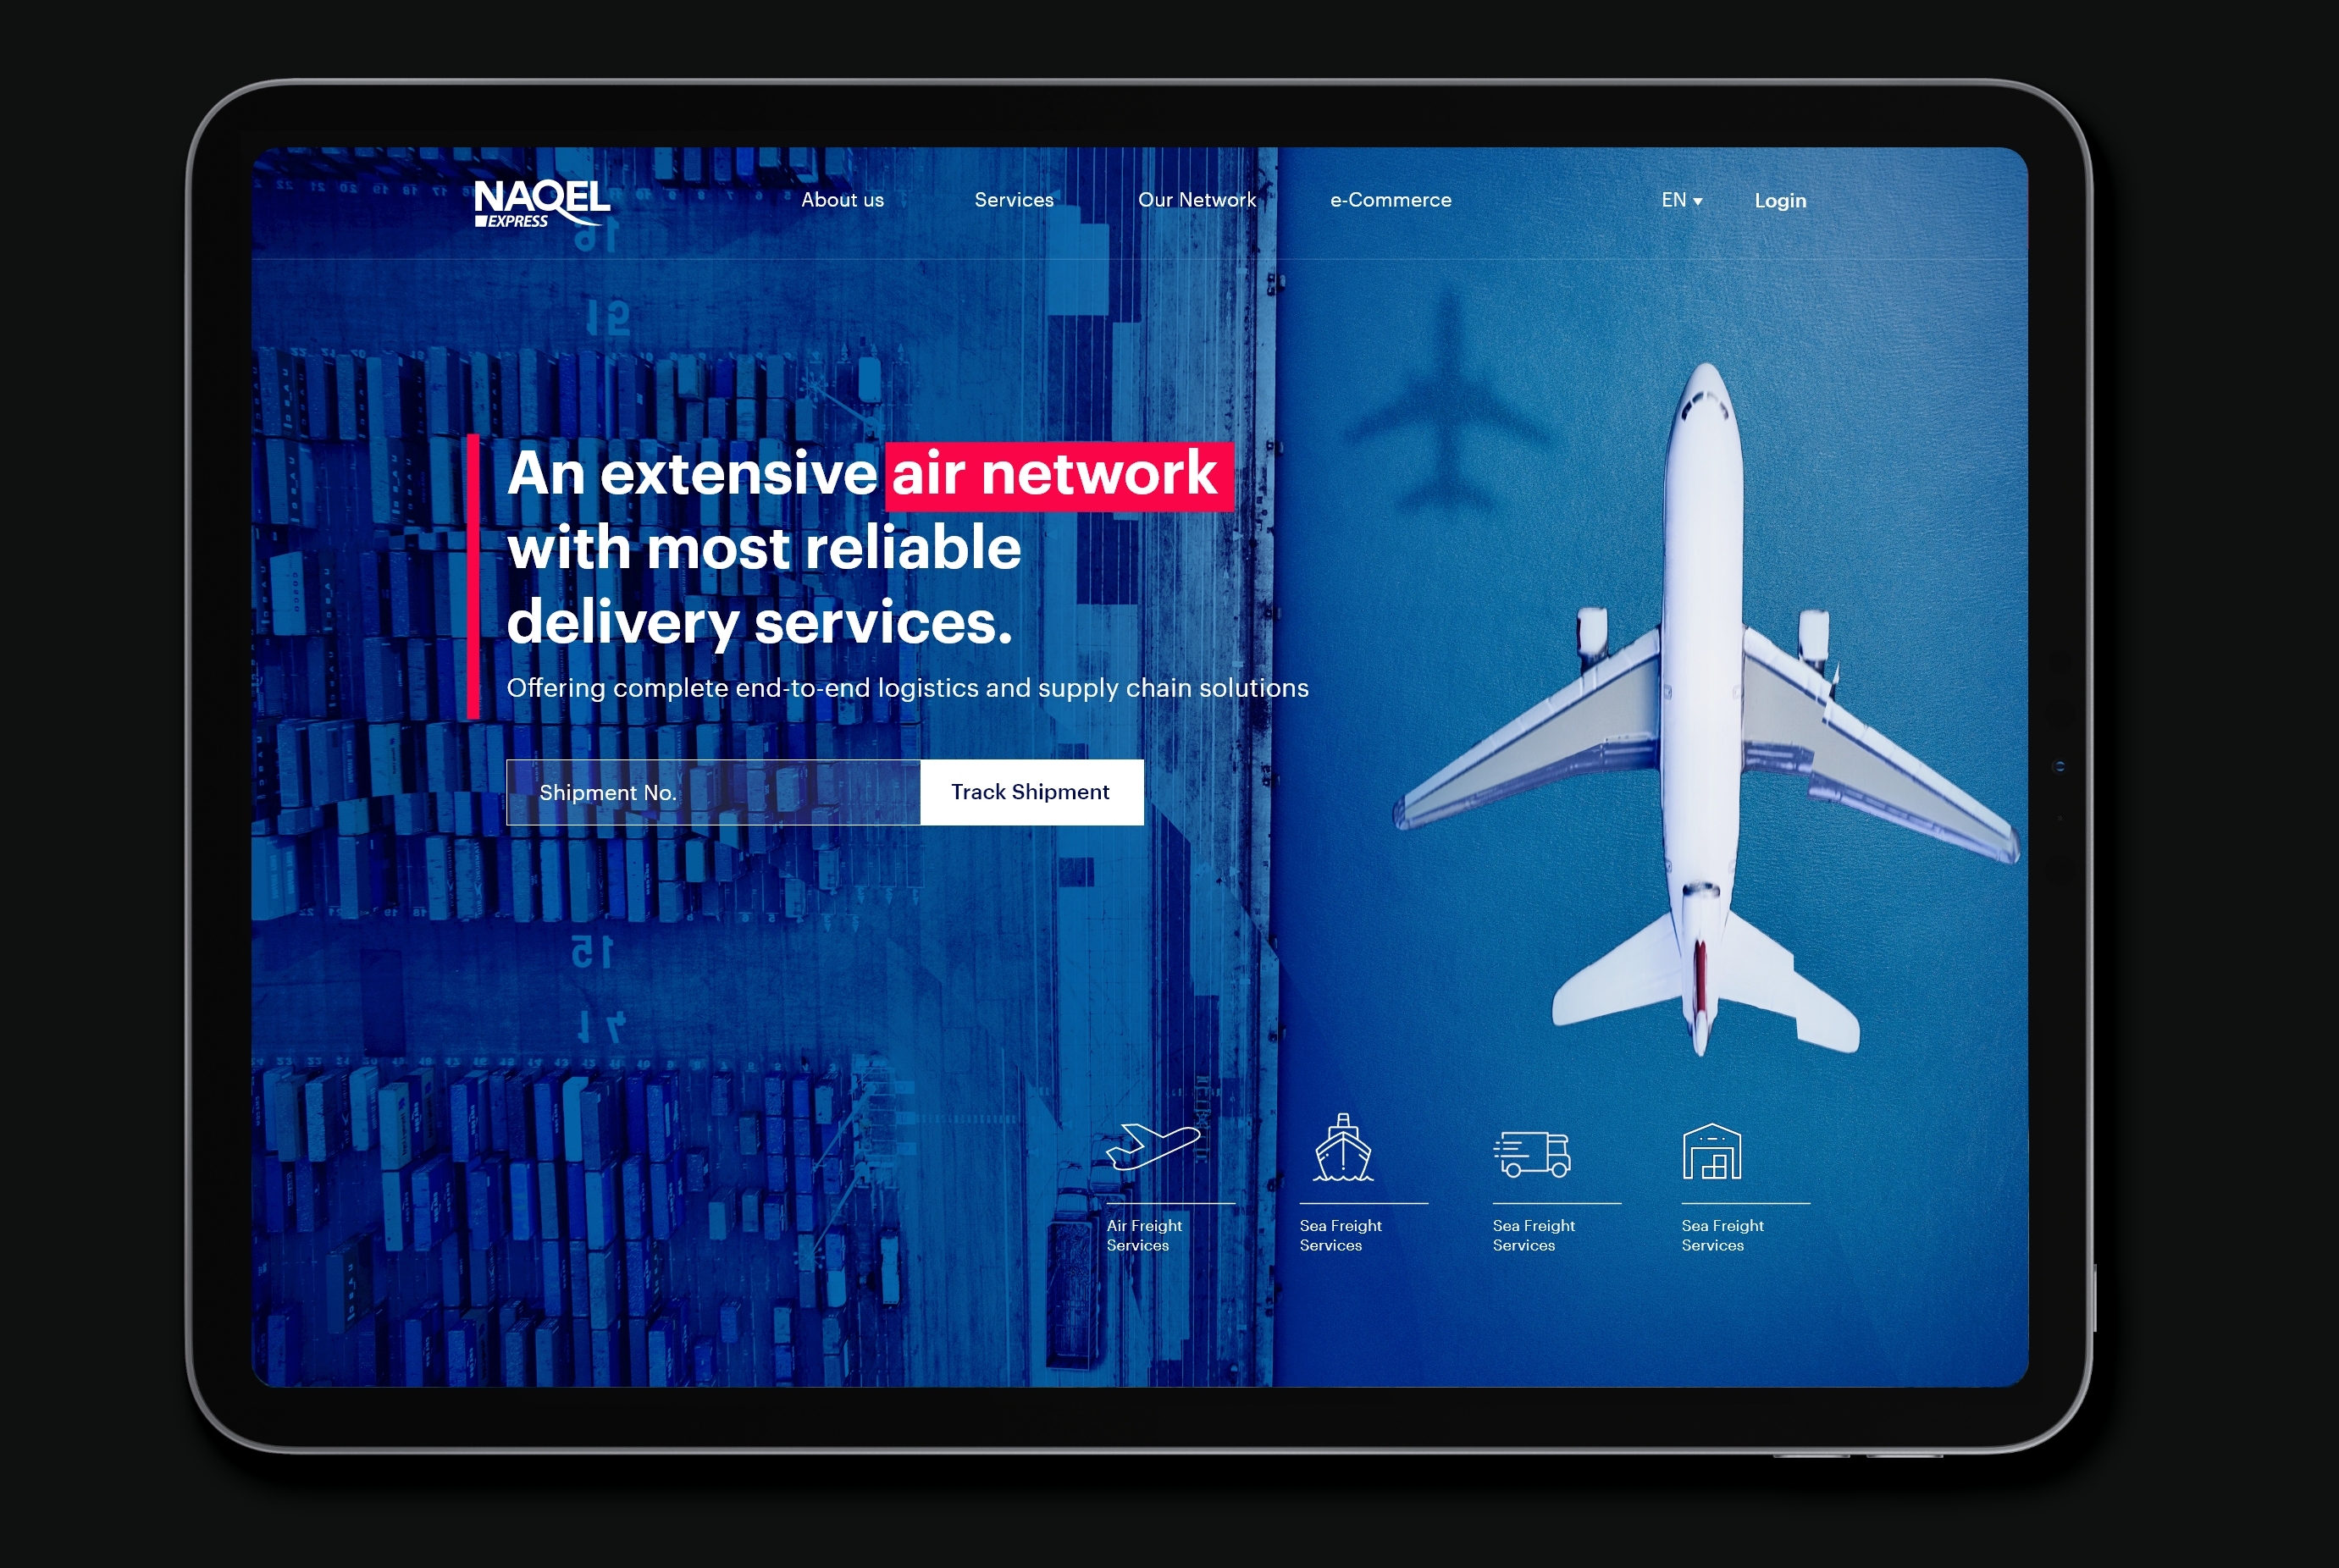 NAQEL
EXPRESS
About us
Services
Our Network
e-Commerce
EN
Login
An extensive air network
with most reliable
delivery services.
Offering complete end-to-end logistics and supply chain solutions
Shipment No.
Track Shipment
Air Freight
Services
Sea Freight
Services
Sea Freight
Services
Sea Freight
Services